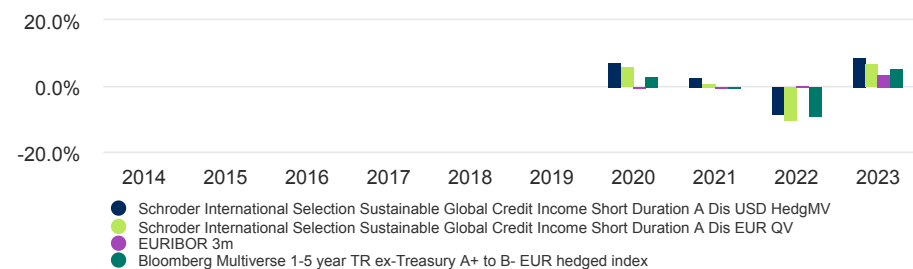 20.0%
0.0%
-20.0%
2014 2015 2016 2017 2018 2019 2020 2021 2022 2023
Schroder International Selection Sustainable Global Credit Income Short Duration A Dis USD HedgMV
Schroder International Selection Sustainable Global Credit Income Short Duration A Dis EUR QV
EURIBOR 3m
Bloomberg Multiverse 1-5 year TR ex-Treasury A+ to B- EUR hedged index